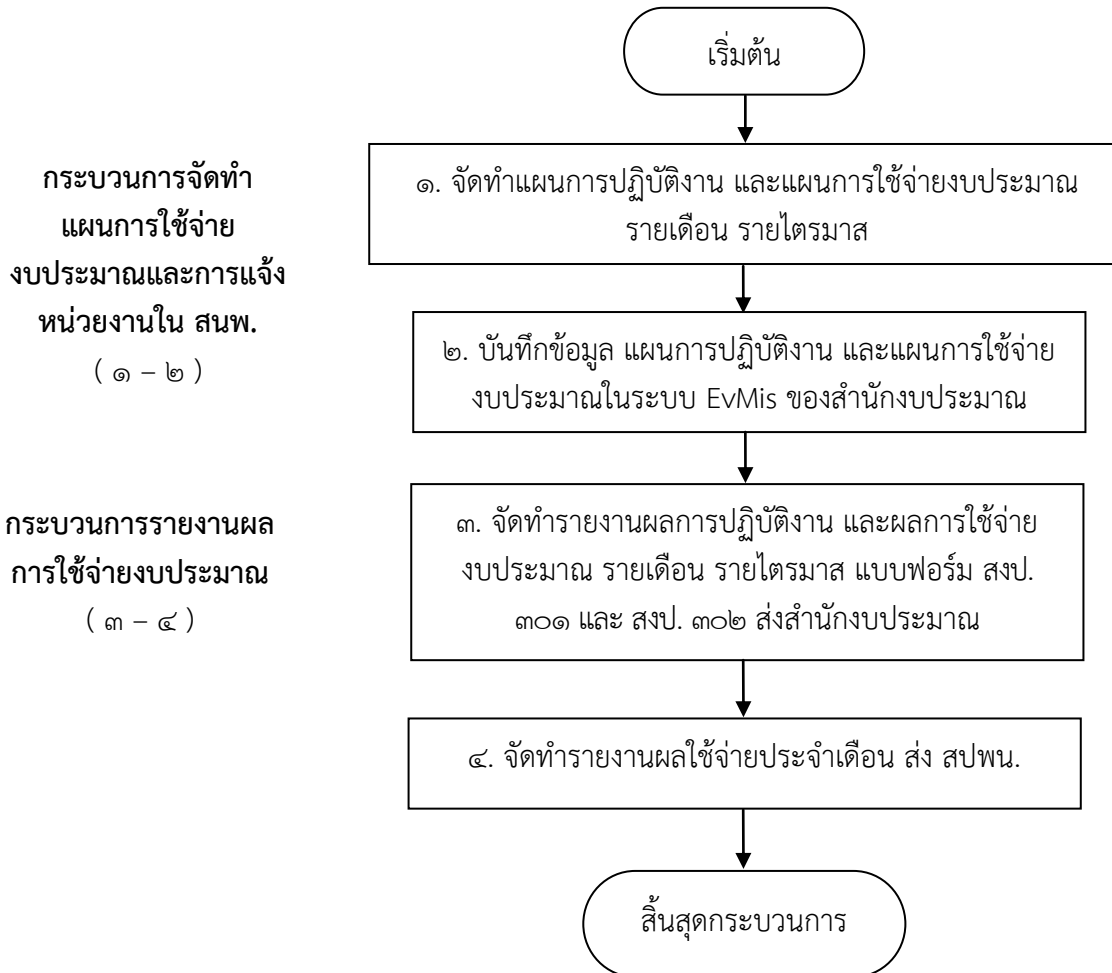 เริ่มต้น
กระบวนการจัดทำ
แผนการใช้จ่าย
งบประมาณและการแจ้ง
หน่วยงานใน สนพ.
( ๑ – ๒ )
๑. จัดทำแผนการปฏิบัติงาน และแผนการใช้จ่ายงบประมาณ
รายเดือน รายไตรมาส
๒. บันทึกข้อมูล แผนการปฏิบัติงาน และแผนการใช้จ่าย
งบประมาณในระบบ EvMis ของสำนักงบประมาณ
กระบวนการรายงานผล
การใช้จ่ายงบประมาณ
( ๓ – ๔ )
๓. จัดทำรายงานผลการปฏิบัติงาน และผลการใช้จ่าย
งบประมาณ รายเดือน รายไตรมาส แบบฟอร์ม สงป.
๓๐๑ และ สงป. ๓๐๒ ส่งสำนักงบประมาณ
๔. จัดทำรายงานผลใช้จ่ายประจำเดือน ส่ง สปพน.
สิ้นสุดกระบวนการ